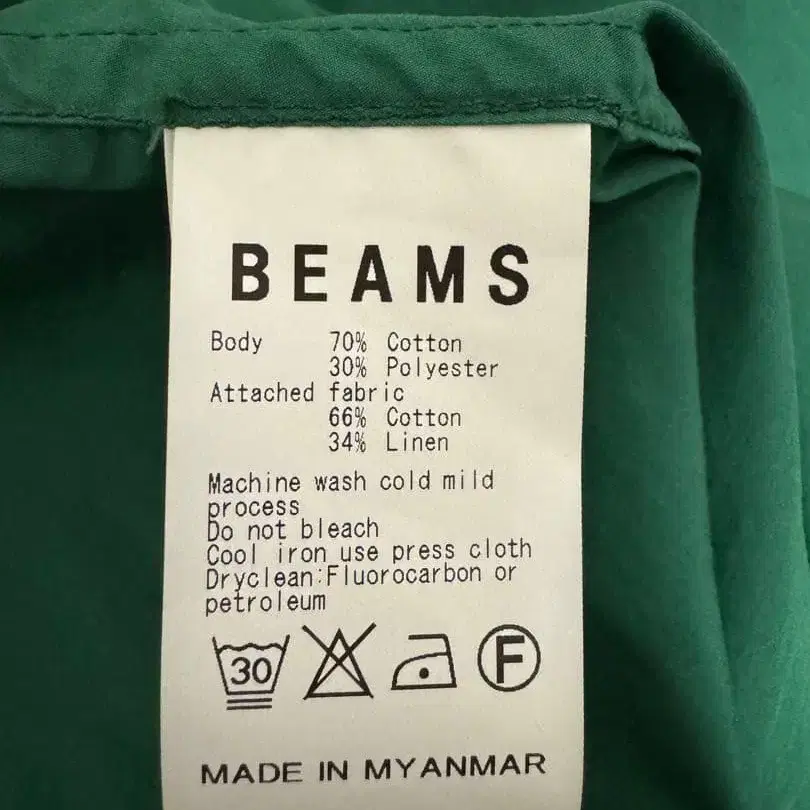 BEAMS
Body 70% Cotton
30% Polyester
Attached fabric
66% Cotton
34% Linen
Machine wash cold mild
process
Do not bleach
Cool iron use press cloth
Dryclean:Fluorocarbon or
petroleum
30 F
MADE IN MYANMAR